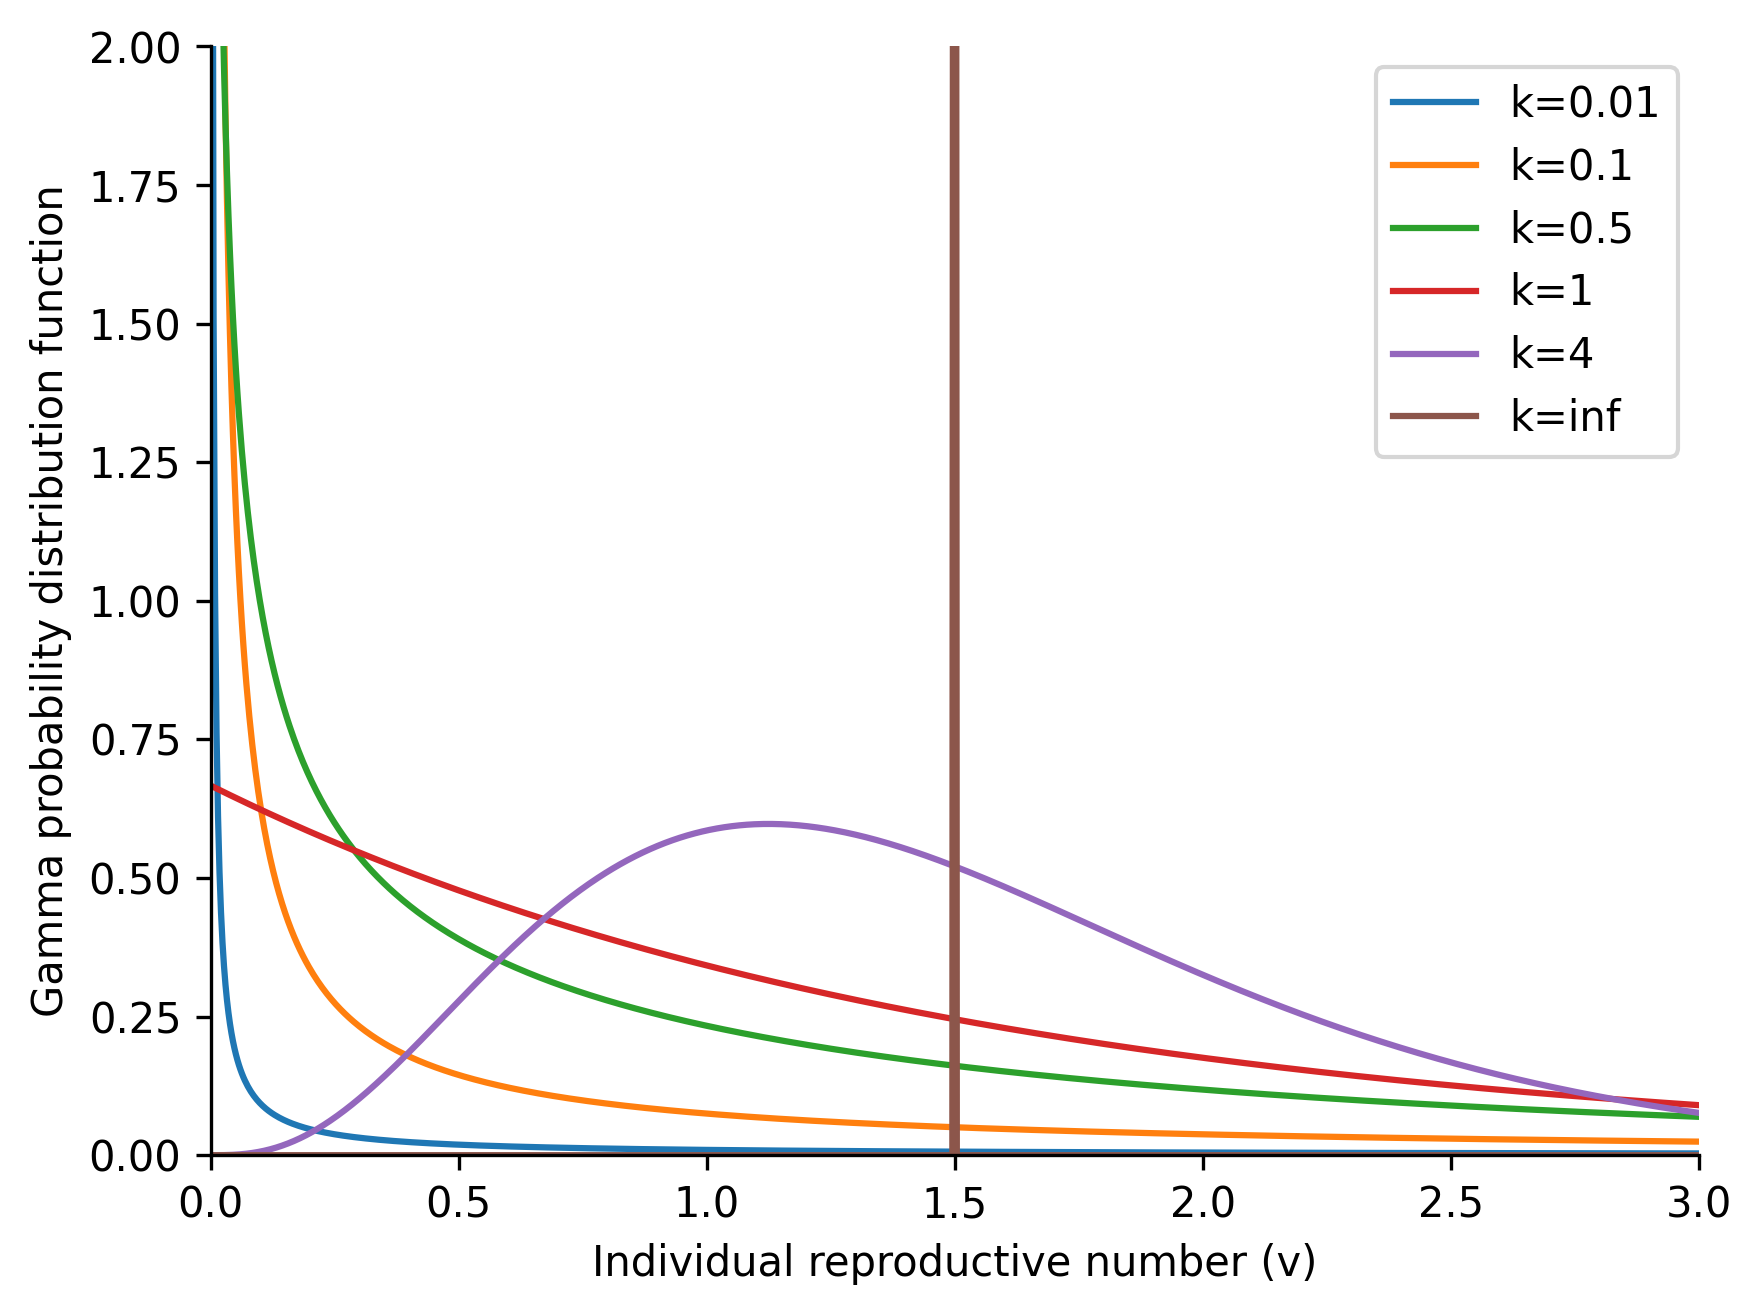 2.00
1.75
1.50
1.25
1.00
0.75
0.50
0.25
0.00
Gamma probability distribution function
k=0.01
k=0.1
k=0.5
k=1
k=4
k=inf
0.0 0.5 1.0 1.5 2.0 2.5 3.0
Individual reproductive number (v)